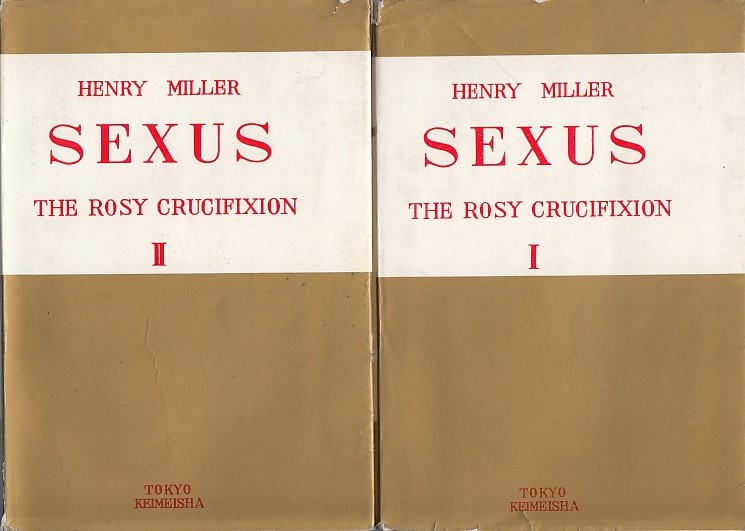 HENRY MILLER
SEXUS
THE ROSY CRUCIFIXION
II
TOKYO
KEIMEISHA
HENRY MILLER
SEXUS
THE ROSY CRUCIFIXION
I
TOKYO
KEIMEISHA